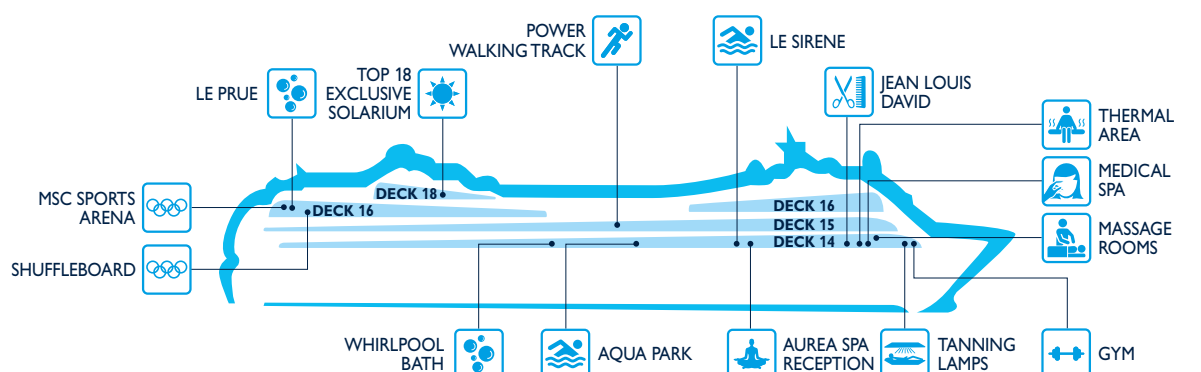 POWER
WALKING TRACK
LE SIRENE
LE PRUE
TOP 18
EXCLUSIVE
SOLARIUM
JEAN LOUIS
DAVID
THERMAL
AREA
MEDICAL
SPA
MSC SPORTS
ARENA
DECK 18
DECK 16
DECK 16
DECK 15
DECK 14
MASSAGE
ROOMS
SHUFFLEBOARD
WHIRLPOOL
BATH
AQUA PARK
AUREA SPA
RECEPTION
TANNING
LAMPS
GYM